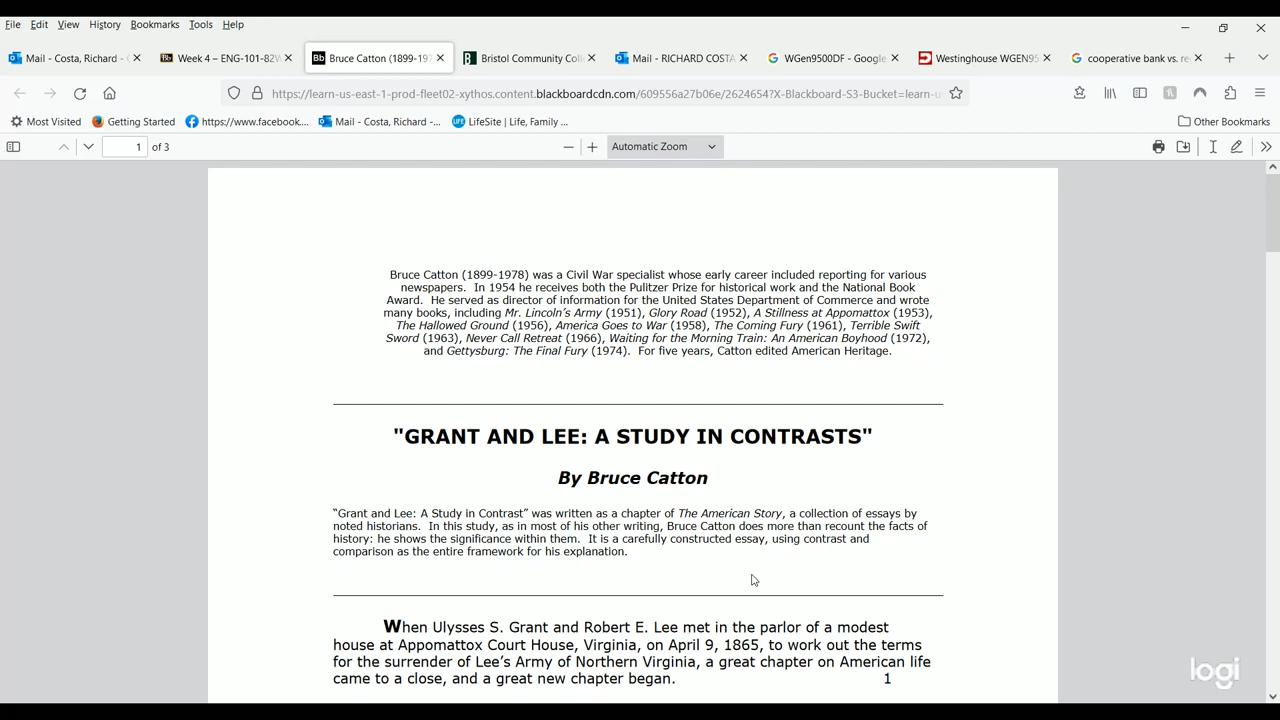 File Edit View History Bookmarks Tools Help
Mail - Costa, Richard - Week 4 – ENG-101-82 Bruce Catton (1899-197 Bristol Community Coll Mail - RICHARD COSTA WGen9500DF - Google Westinghouse WGEN95 cooperative bank vs. re
https://learn-us-east-1-prod-fleet02-xythos.content.blackboardcdn.com/609556a27b06e/2624654?X-Blackboard-S3-Bucket=learn-u
Most Visited Getting Started https://www.facebook... Mail - Costa, Richard -... LifeSite | Life, Family ... Other Bookmarks
1 of 3 Automatic Zoom
Bruce Catton (1899-1978) was a Civil War specialist whose early career included reporting for various
newspapers. In 1954 he receives both the Pulitzer Prize for historical work and the National Book
Award. He served as director of information for the United States Department of Commerce and wrote
many books, including Mr. Lincoln's Army (1951), Glory Road (1952), A Stillness at Appomattox (1953),
The Hallowed Ground (1956), America Goes to War (1958), The Coming Fury (1961), Terrible Swift
Sword (1963), Never Call Retreat (1966), Waiting for the Morning Train: An American Boyhood (1972),
and Gettysburg: The Final Fury (1974). For five years, Catton edited American Heritage.
"GRANT AND LEE: A STUDY IN CONTRASTS"
By Bruce Catton
"Grant and Lee: A Study in Contrast" was written as a chapter of The American Story, a collection of essays by
noted historians. In this study, as in most of his other writing, Bruce Catton does more than recount the facts of
history: he shows the significance within them. It is a carefully constructed essay, using contrast and
comparison as the entire framework for his explanation.
When Ulysses S. Grant and Robert E. Lee met in the parlor of a modest
house at Appomattox Court House, Virginia, on April 9, 1865, to work out the terms
for the surrender of Lee's Army of Northern Virginia, a great chapter on American life
came to a close, and a great new chapter began. 1
logi